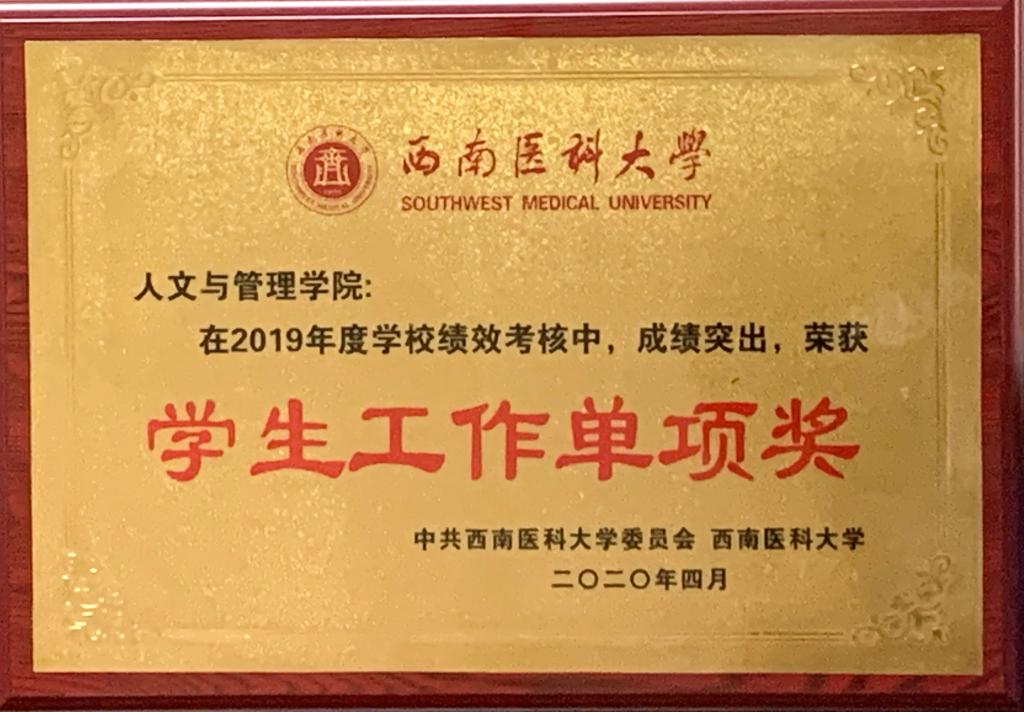 西南医科大學
SOUTHWEST MEDICAL UNIVERSITY
人文与管理学院:
在2019年度学校绩效考核中，成绩突出，荣获
学生工作单项奖
中共西南医科大学委员会 西南医科大学
二〇二〇年四月